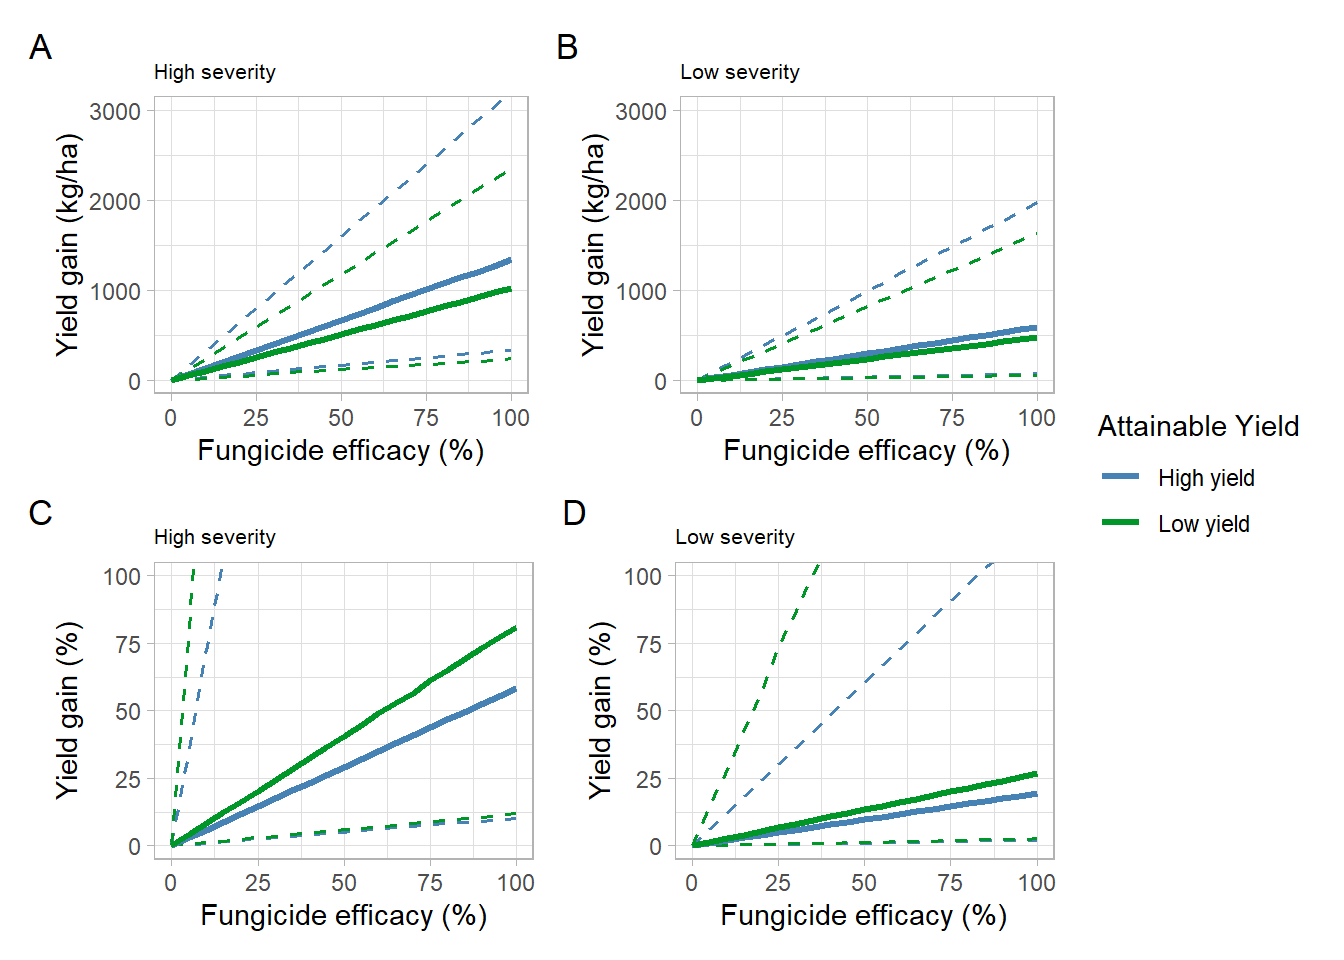 A
High severity
Yield gain (kg/ha)
3000
2000
1000
0
0 25 50 75 100
Fungicide efficacy (%)
B
Low severity
Yield gain (kg/ha)
3000
2000
1000
0
0 25 50 75 100
Fungicide efficacy (%)
C
High severity
Yield gain (%)
100
75
50
25
0
0 25 50 75 100
Fungicide efficacy (%)
D
Low severity
Yield gain (%)
100
75
50
25
0
0 25 50 75 100
Fungicide efficacy (%)
Attainable Yield
High yield
Low yield